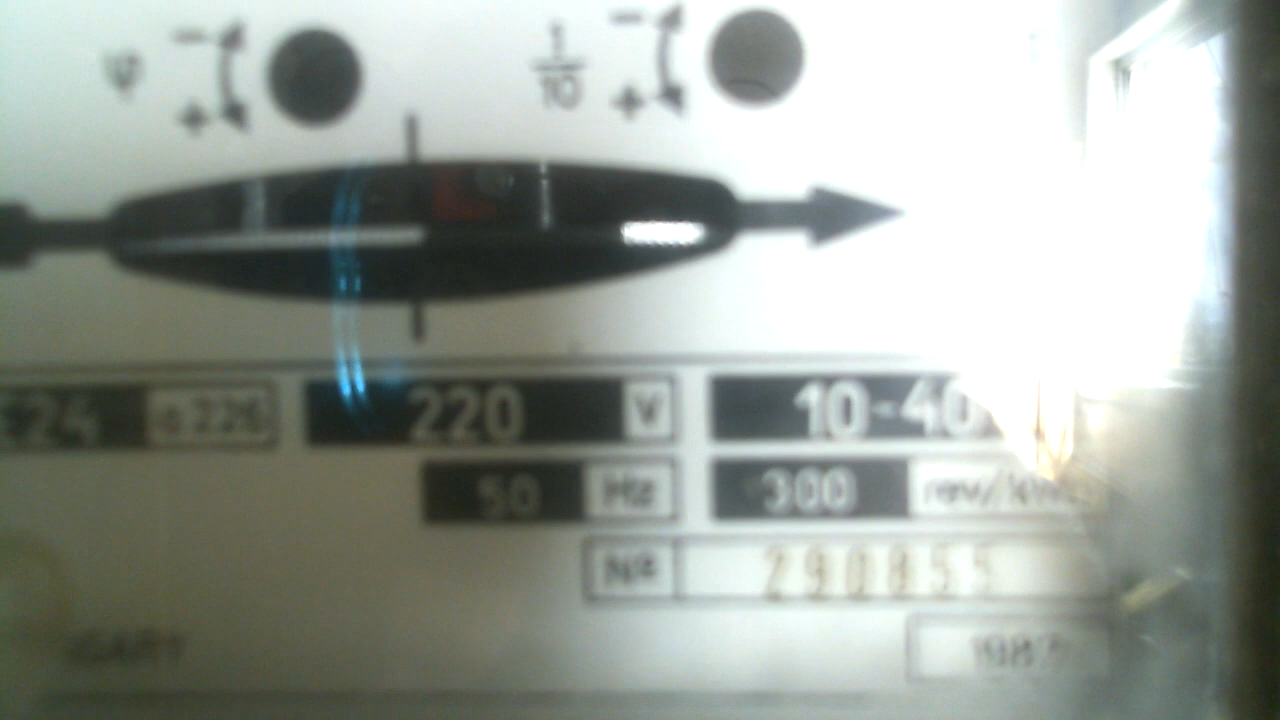 φ - + 1/10 - +
220 V 10-40
50 Hz 300 rev/kWh
Nº 290855